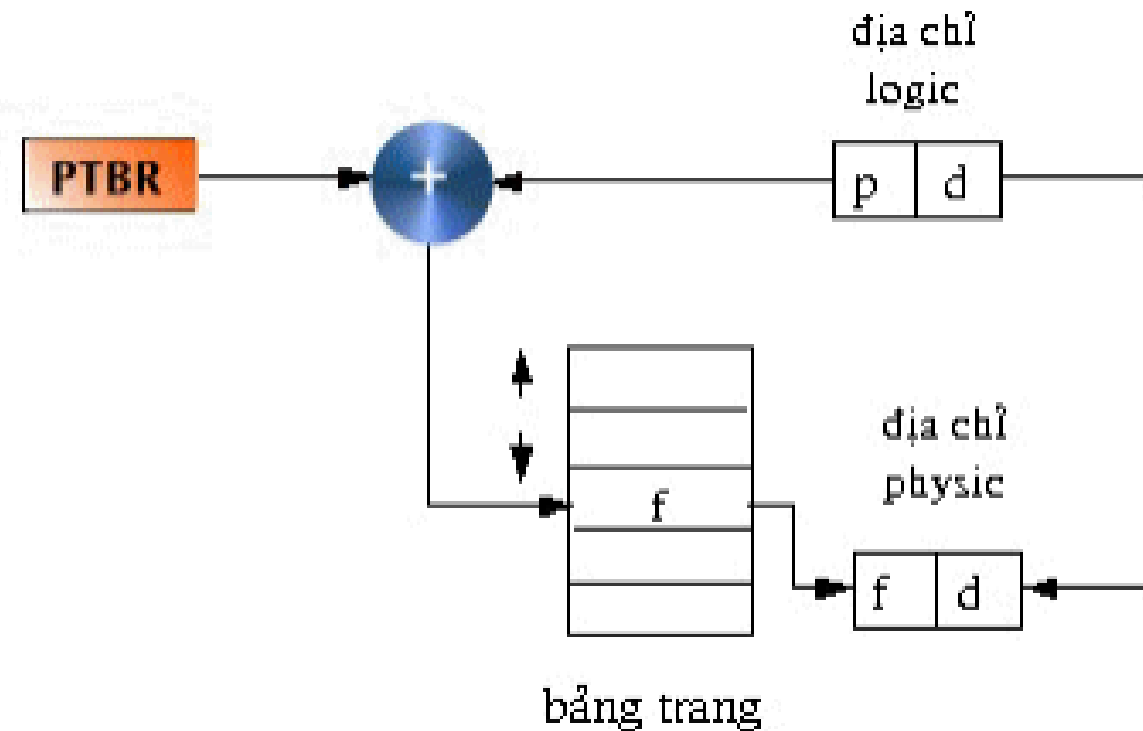 địa chỉ
logic
PTBR
+
p d
f
địa chỉ
physic
f d
bảng trang